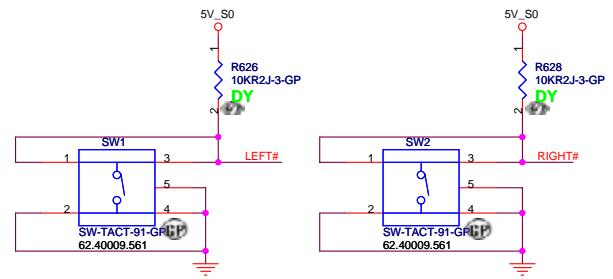 5V_S0
1
R626
10KR2J-3-GP
DY
2
SW1
1
3
LEFT#
5
2
4
SW-TACT-91-GP
GP
62.40009.561
5V_S0
1
R628
10KR2J-3-GP
DY
2
SW2
1
3
RIGHT#
5
2
4
SW-TACT-91-GP
GP
62.40009.561